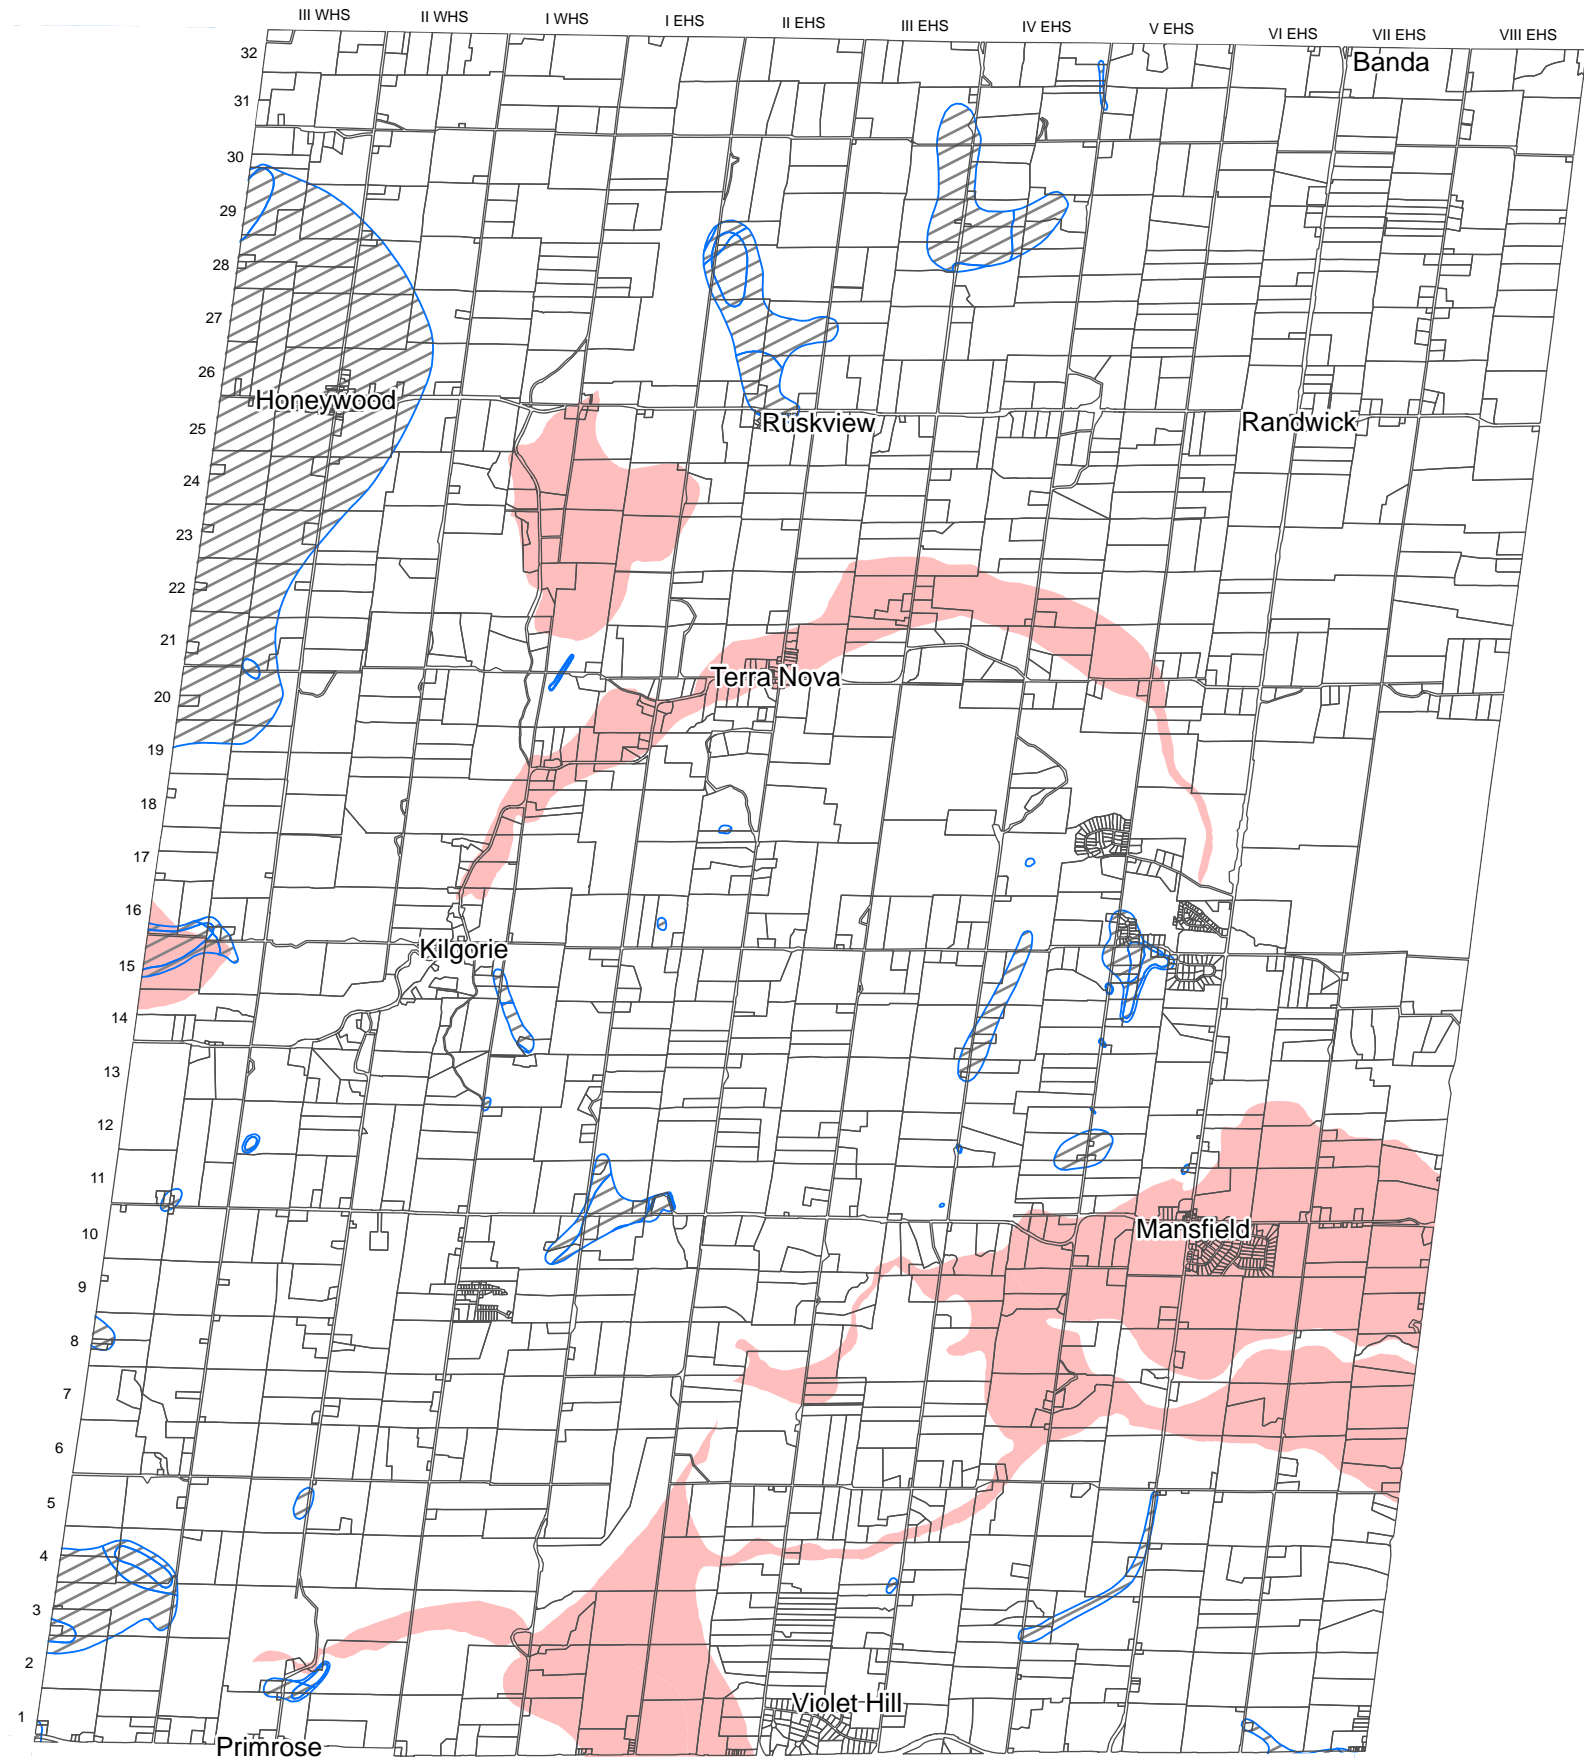 III WHS
II WHS
I WHS
I EHS
II EHS
III EHS
IV EHS
V EHS
VI EHS
VII EHS
VIII EHS
32
Banda
31
30
29
28
27
26
Honeywood
25
Ruskview
Randwick
24
23
22
21
Terra Nova
20
19
18
17
16
Kilgorie
15
14
13
12
11
10
Mansfield
9
8
7
6
5
4
3
2
Violet Hill
1
Primrose